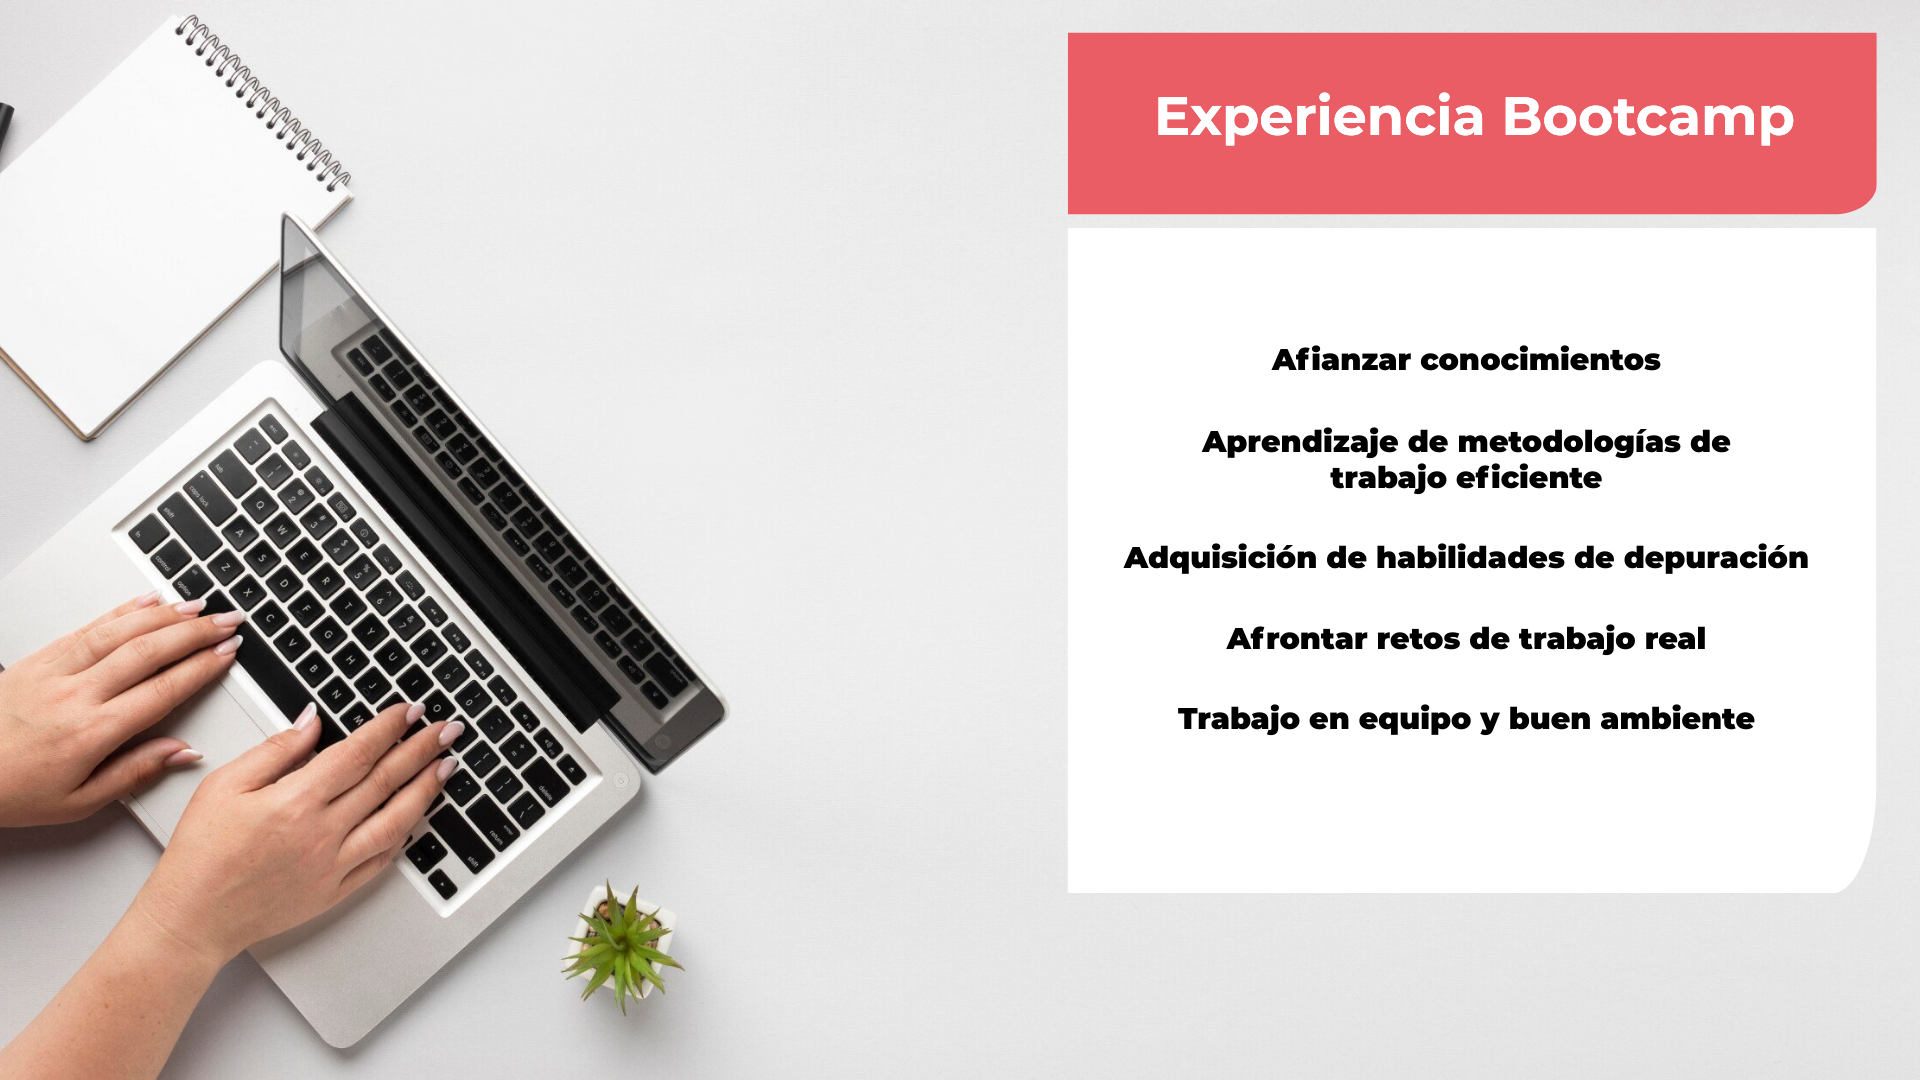 Experiencia Bootcamp
Afianzar conocimientos
Aprendizaje de metodologías de
trabajo eficiente
Adquisición de habilidades de depuración
Afrontar retos de trabajo real
Trabajo en equipo y buen ambiente